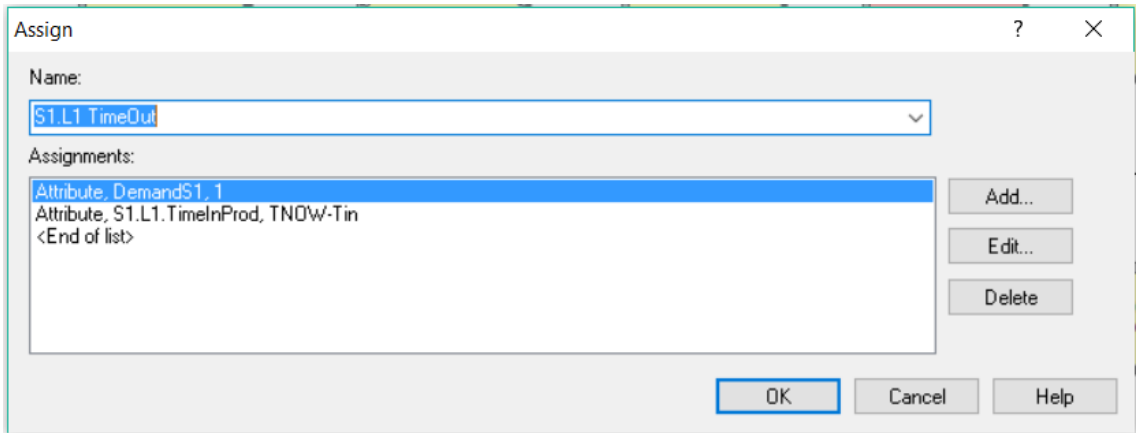 Assign
?
Name:
S1.L1 TimeOut
Assignments:
Attribute, DemandS1, 1
Attribute, S1.L1.TimeInProd, TNOW-Tin
<End of list>
Add...
Edit...
Delete
OK
Cancel
Help